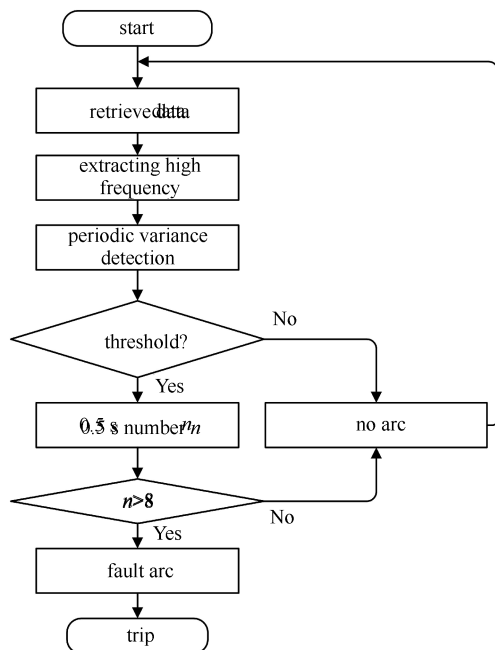 start
retrieve data
extracting high
frequency
periodic variance
detection
threshold?
No
Yes
0.5 s number n
no arc
n>8
No
Yes
fault arc
trip